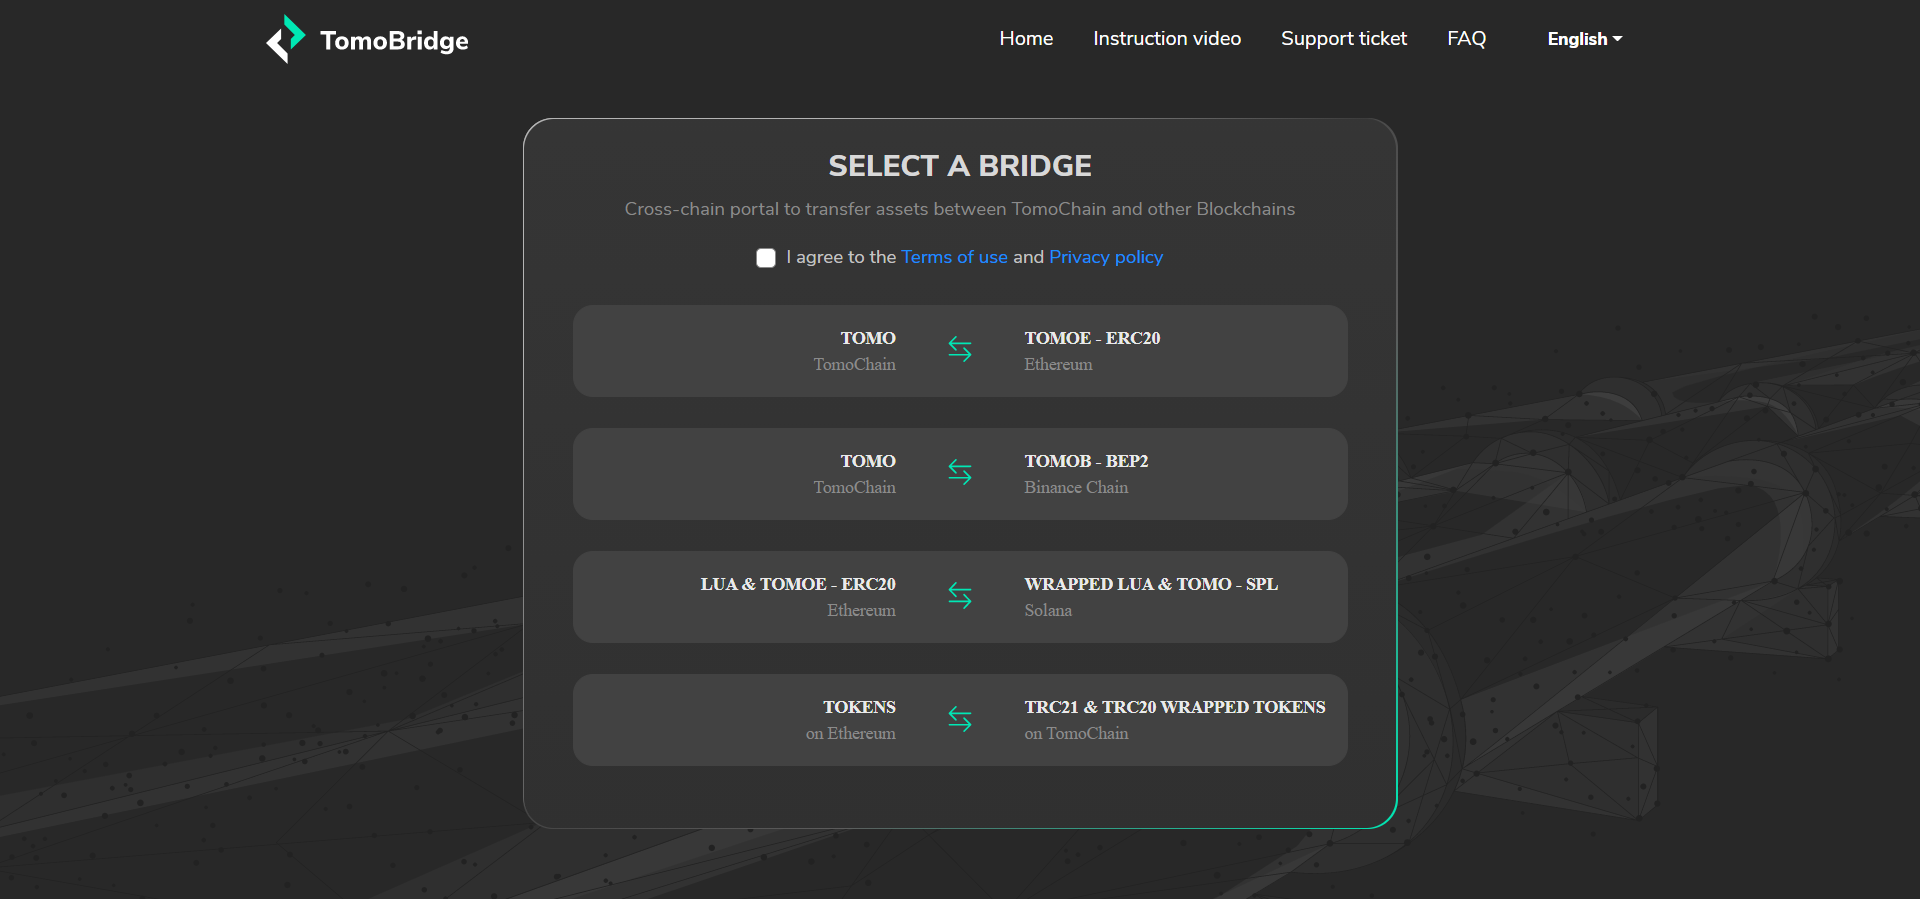 TomoBridge
Home
Instruction video
Support ticket
FAQ
English
SELECT A BRIDGE
Cross-chain portal to transfer assets between TomoChain and other Blockchains
I agree to the Terms of use and Privacy policy
TOMO
TomoChain
TOMOE - ERC20
Ethereum
TOMO
TomoChain
TOMOB - BEP2
Binance Chain
LUA & TOMOE - ERC20
Ethereum
WRAPPED LUA & TOMO - SPL
Solana
TOKENS
on Ethereum
TRC21 & TRC20 WRAPPED TOKENS
on TomoChain